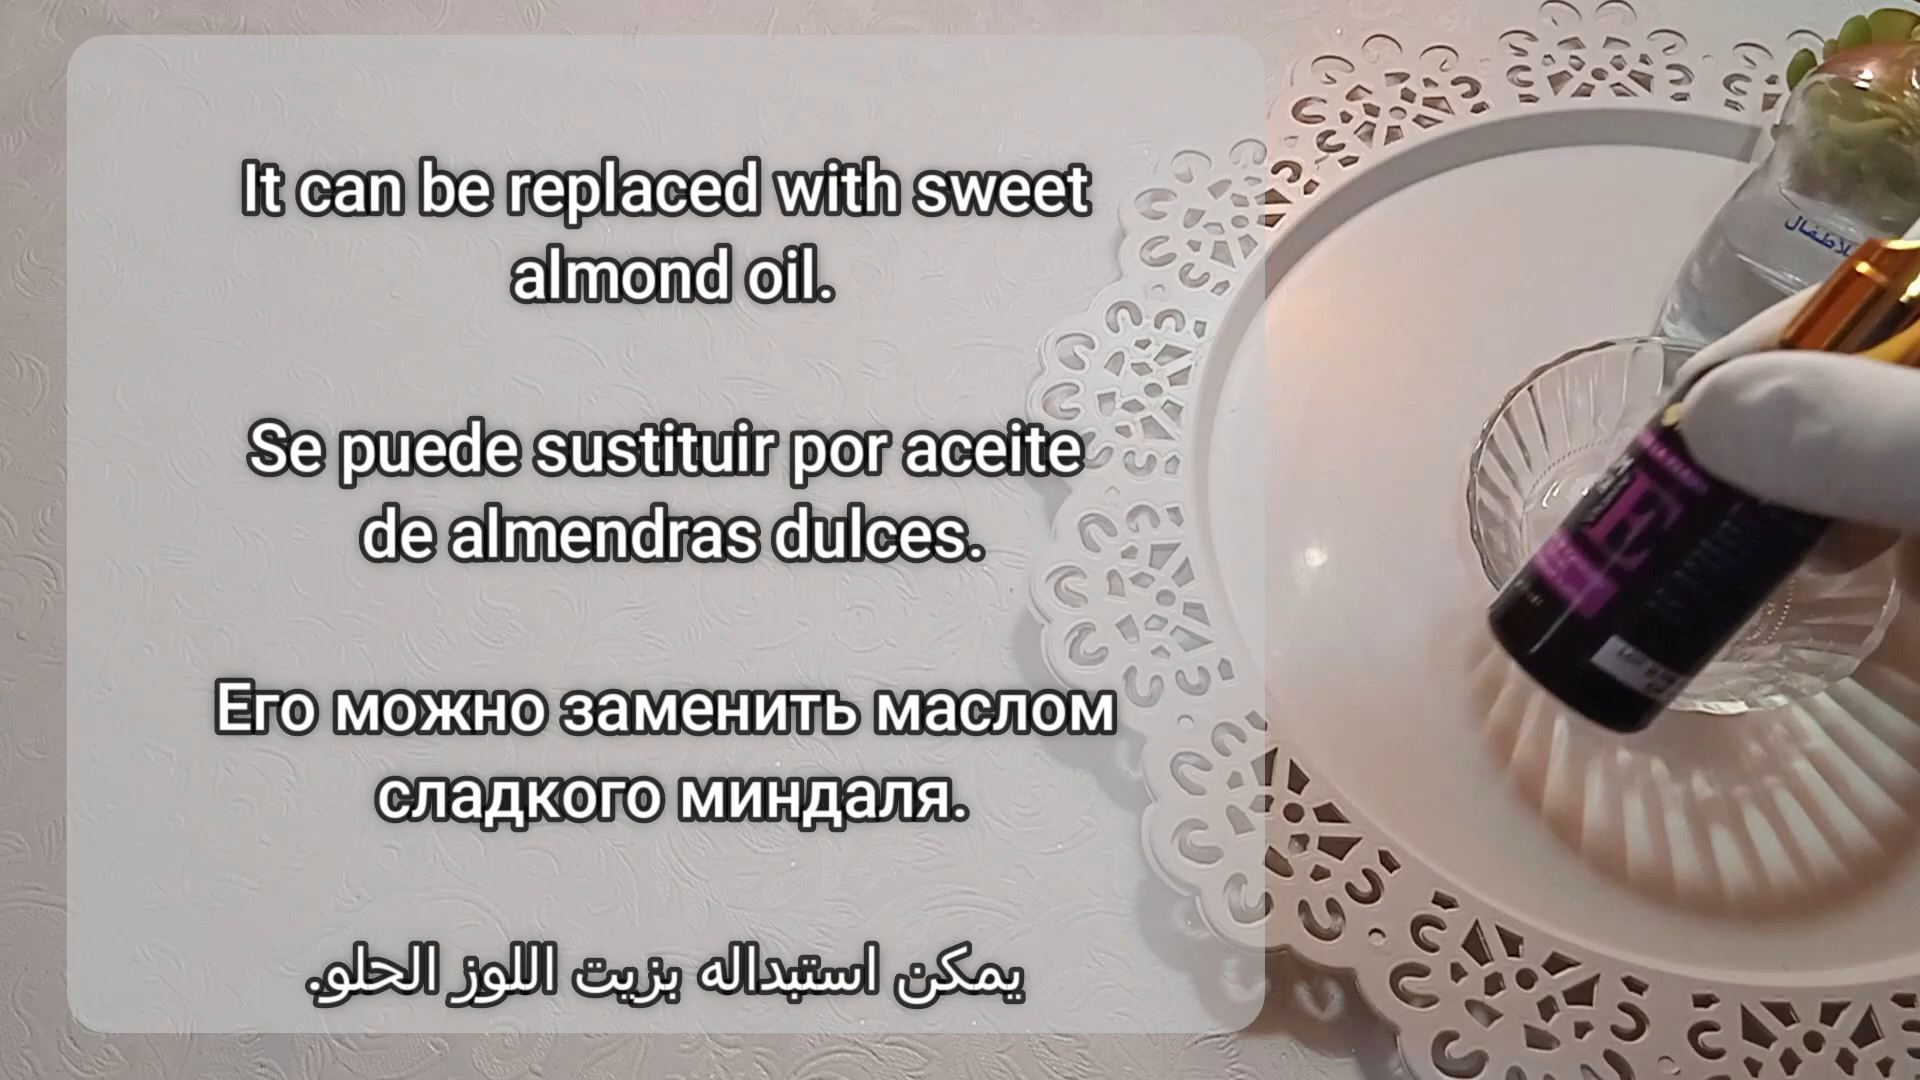 It can be replaced with sweet
almond oil.
Se puede sustituir por aceite
de almendras dulces.
Его можно заменить маслом
сладкого миндаля.
يمكن استبداله بزيت اللوز الحلو.
للاطفال
E